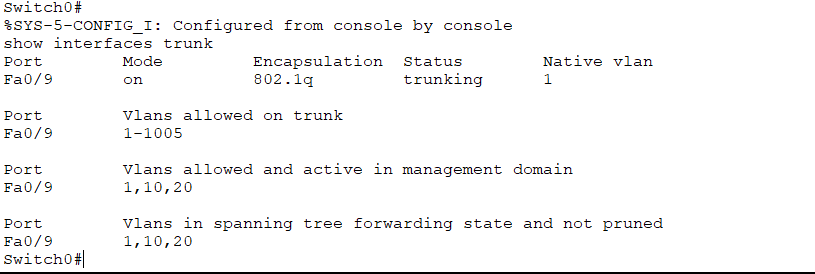 Switch0#
%SYS-5-CONFIG_I: Configured from console by console
show interfaces trunk
Port Mode Encapsulation Status Native vlan
Fa0/9 on 802.1q trunking 1
Port Vlans allowed on trunk
Fa0/9 1-1005
Port Vlans allowed and active in management domain
Fa0/9 1,10,20
Port Vlans in spanning tree forwarding state and not pruned
Fa0/9 1,10,20
Switch0#